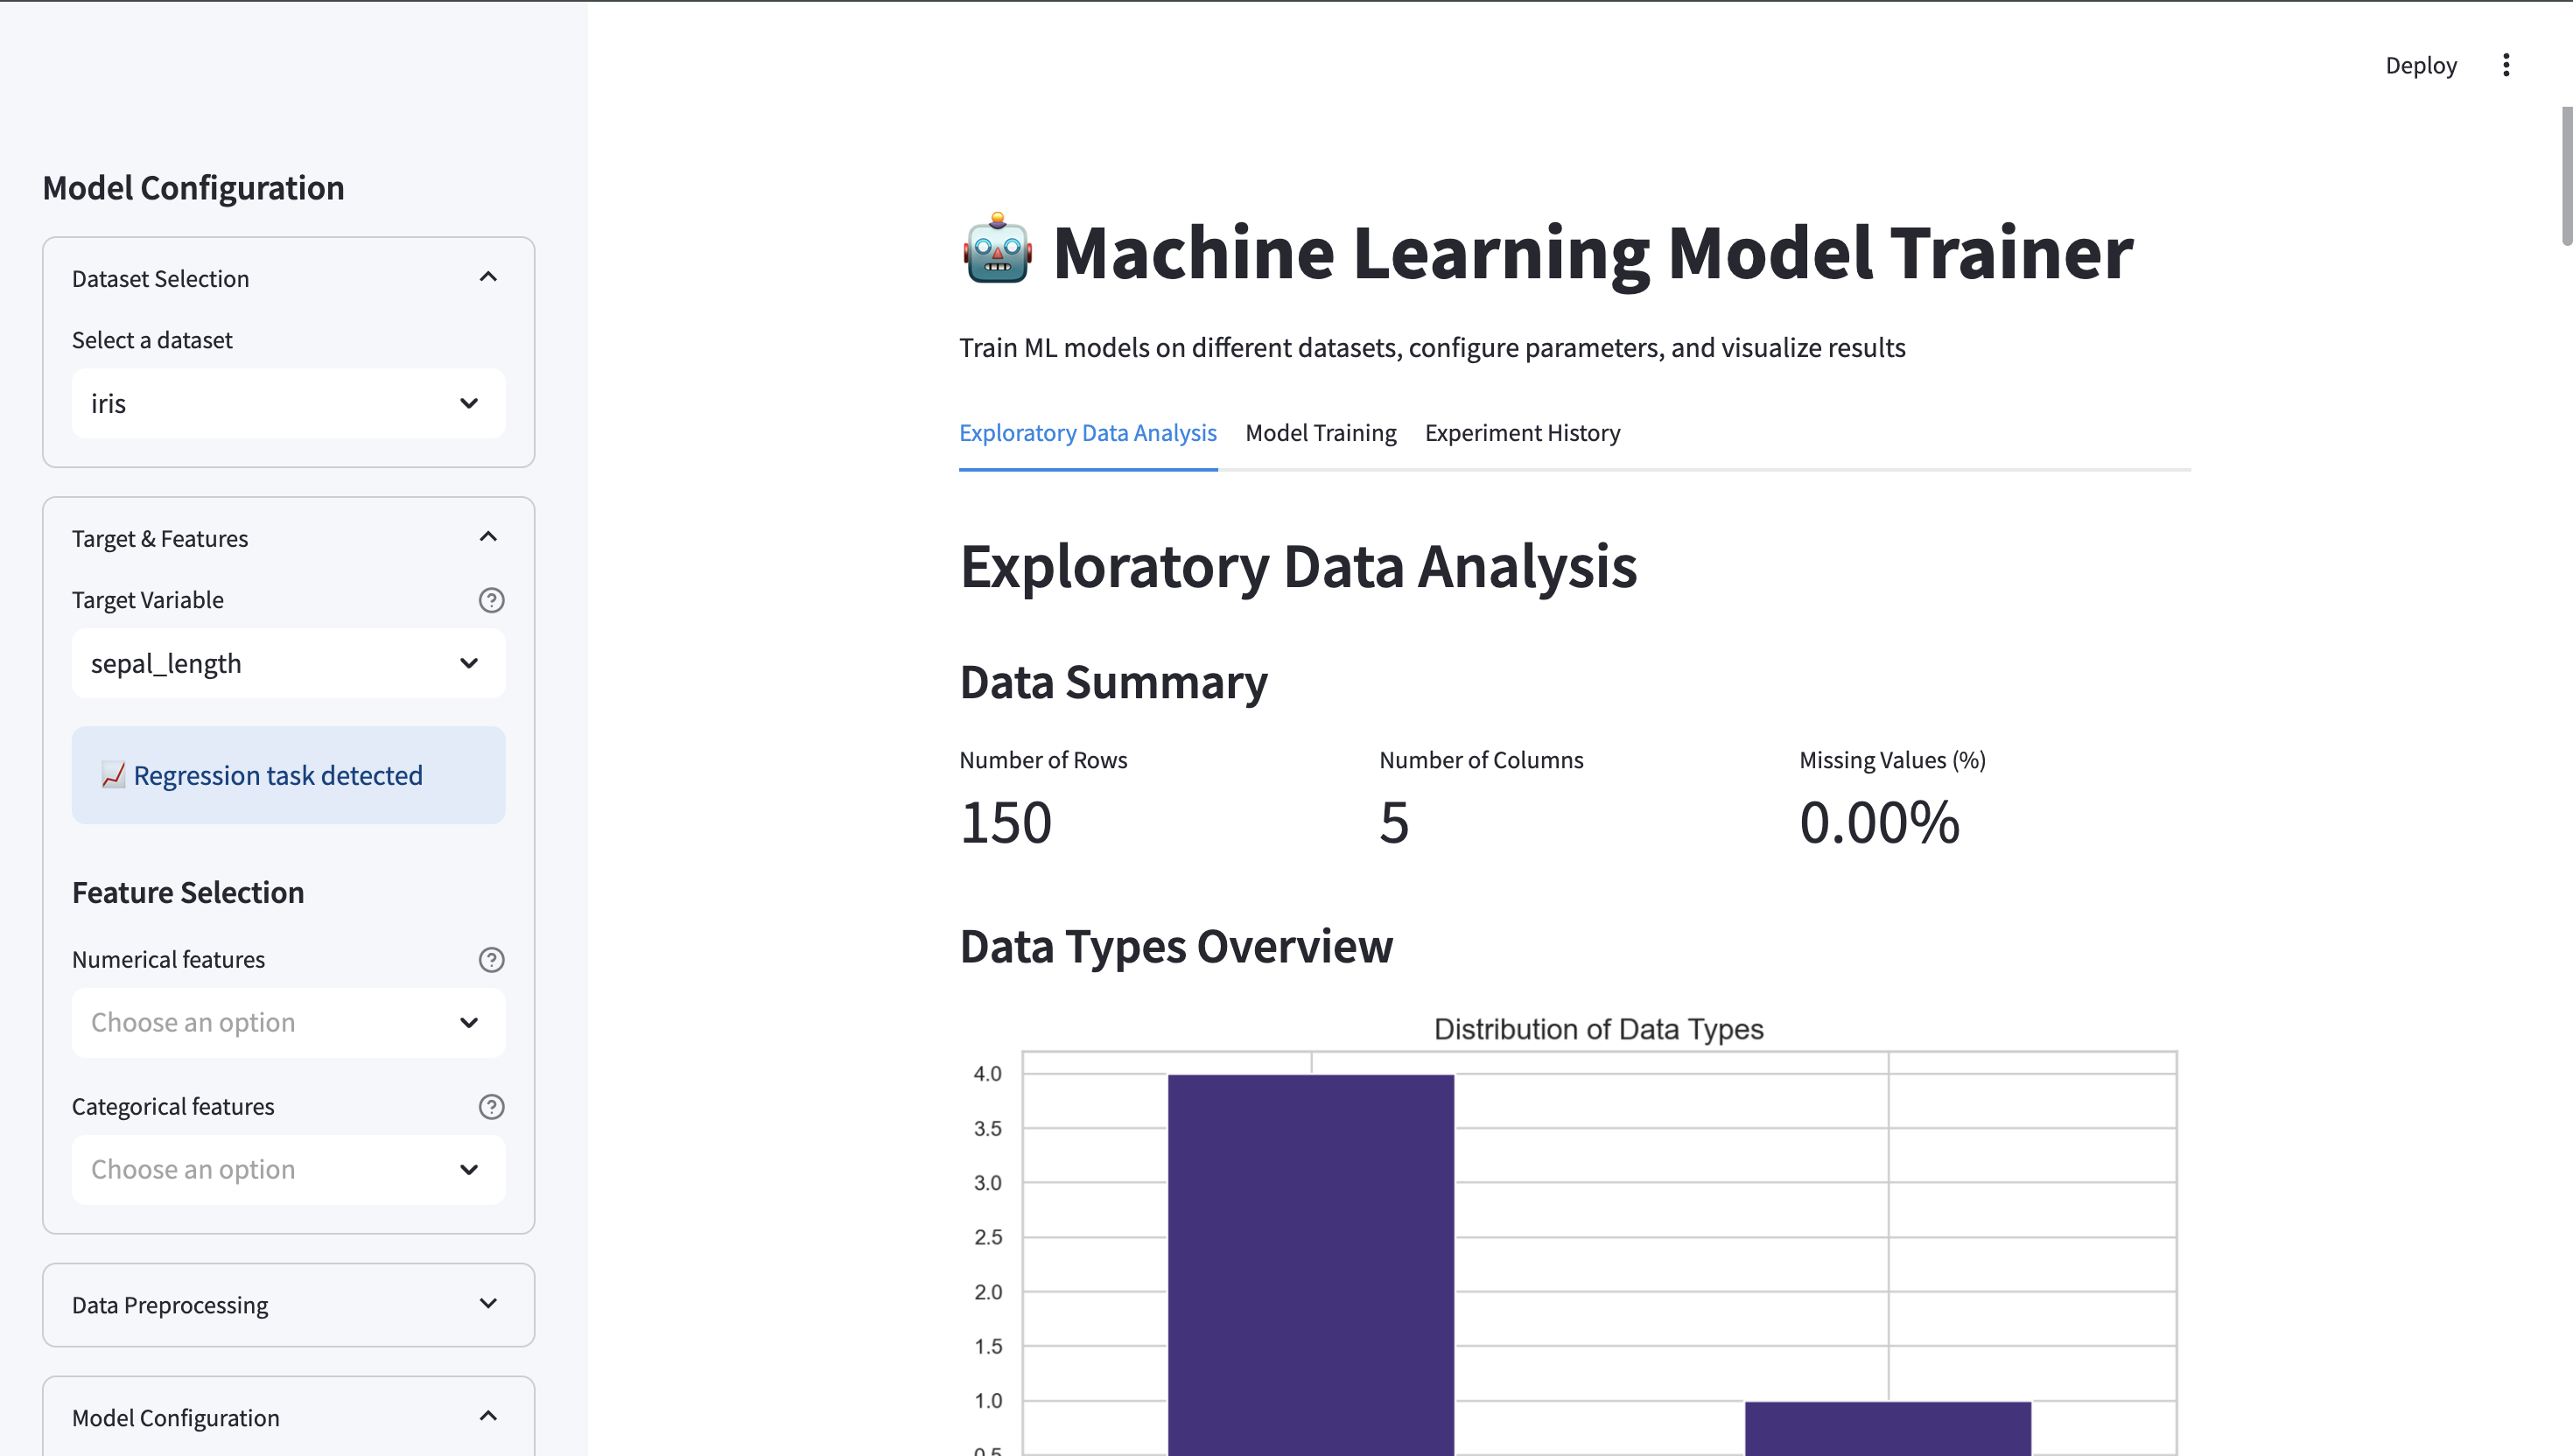 Deploy
Model Configuration
Dataset Selection
Select a dataset
iris
Target & Features
Target Variable
sepal_length
Regression task detected
Feature Selection
Numerical features
Choose an option
Categorical features
Choose an option
Data Preprocessing
Model Configuration
Machine Learning Model Trainer
Train ML models on different datasets, configure parameters, and visualize results
Exploratory Data Analysis
Model Training
Experiment History
Exploratory Data Analysis
Data Summary
Number of Rows
150
Number of Columns
5
Missing Values (%)
0.00%
Data Types Overview
Distribution of Data Types
4.0
3.5
3.0
2.5
2.0
1.5
1.0
0.5